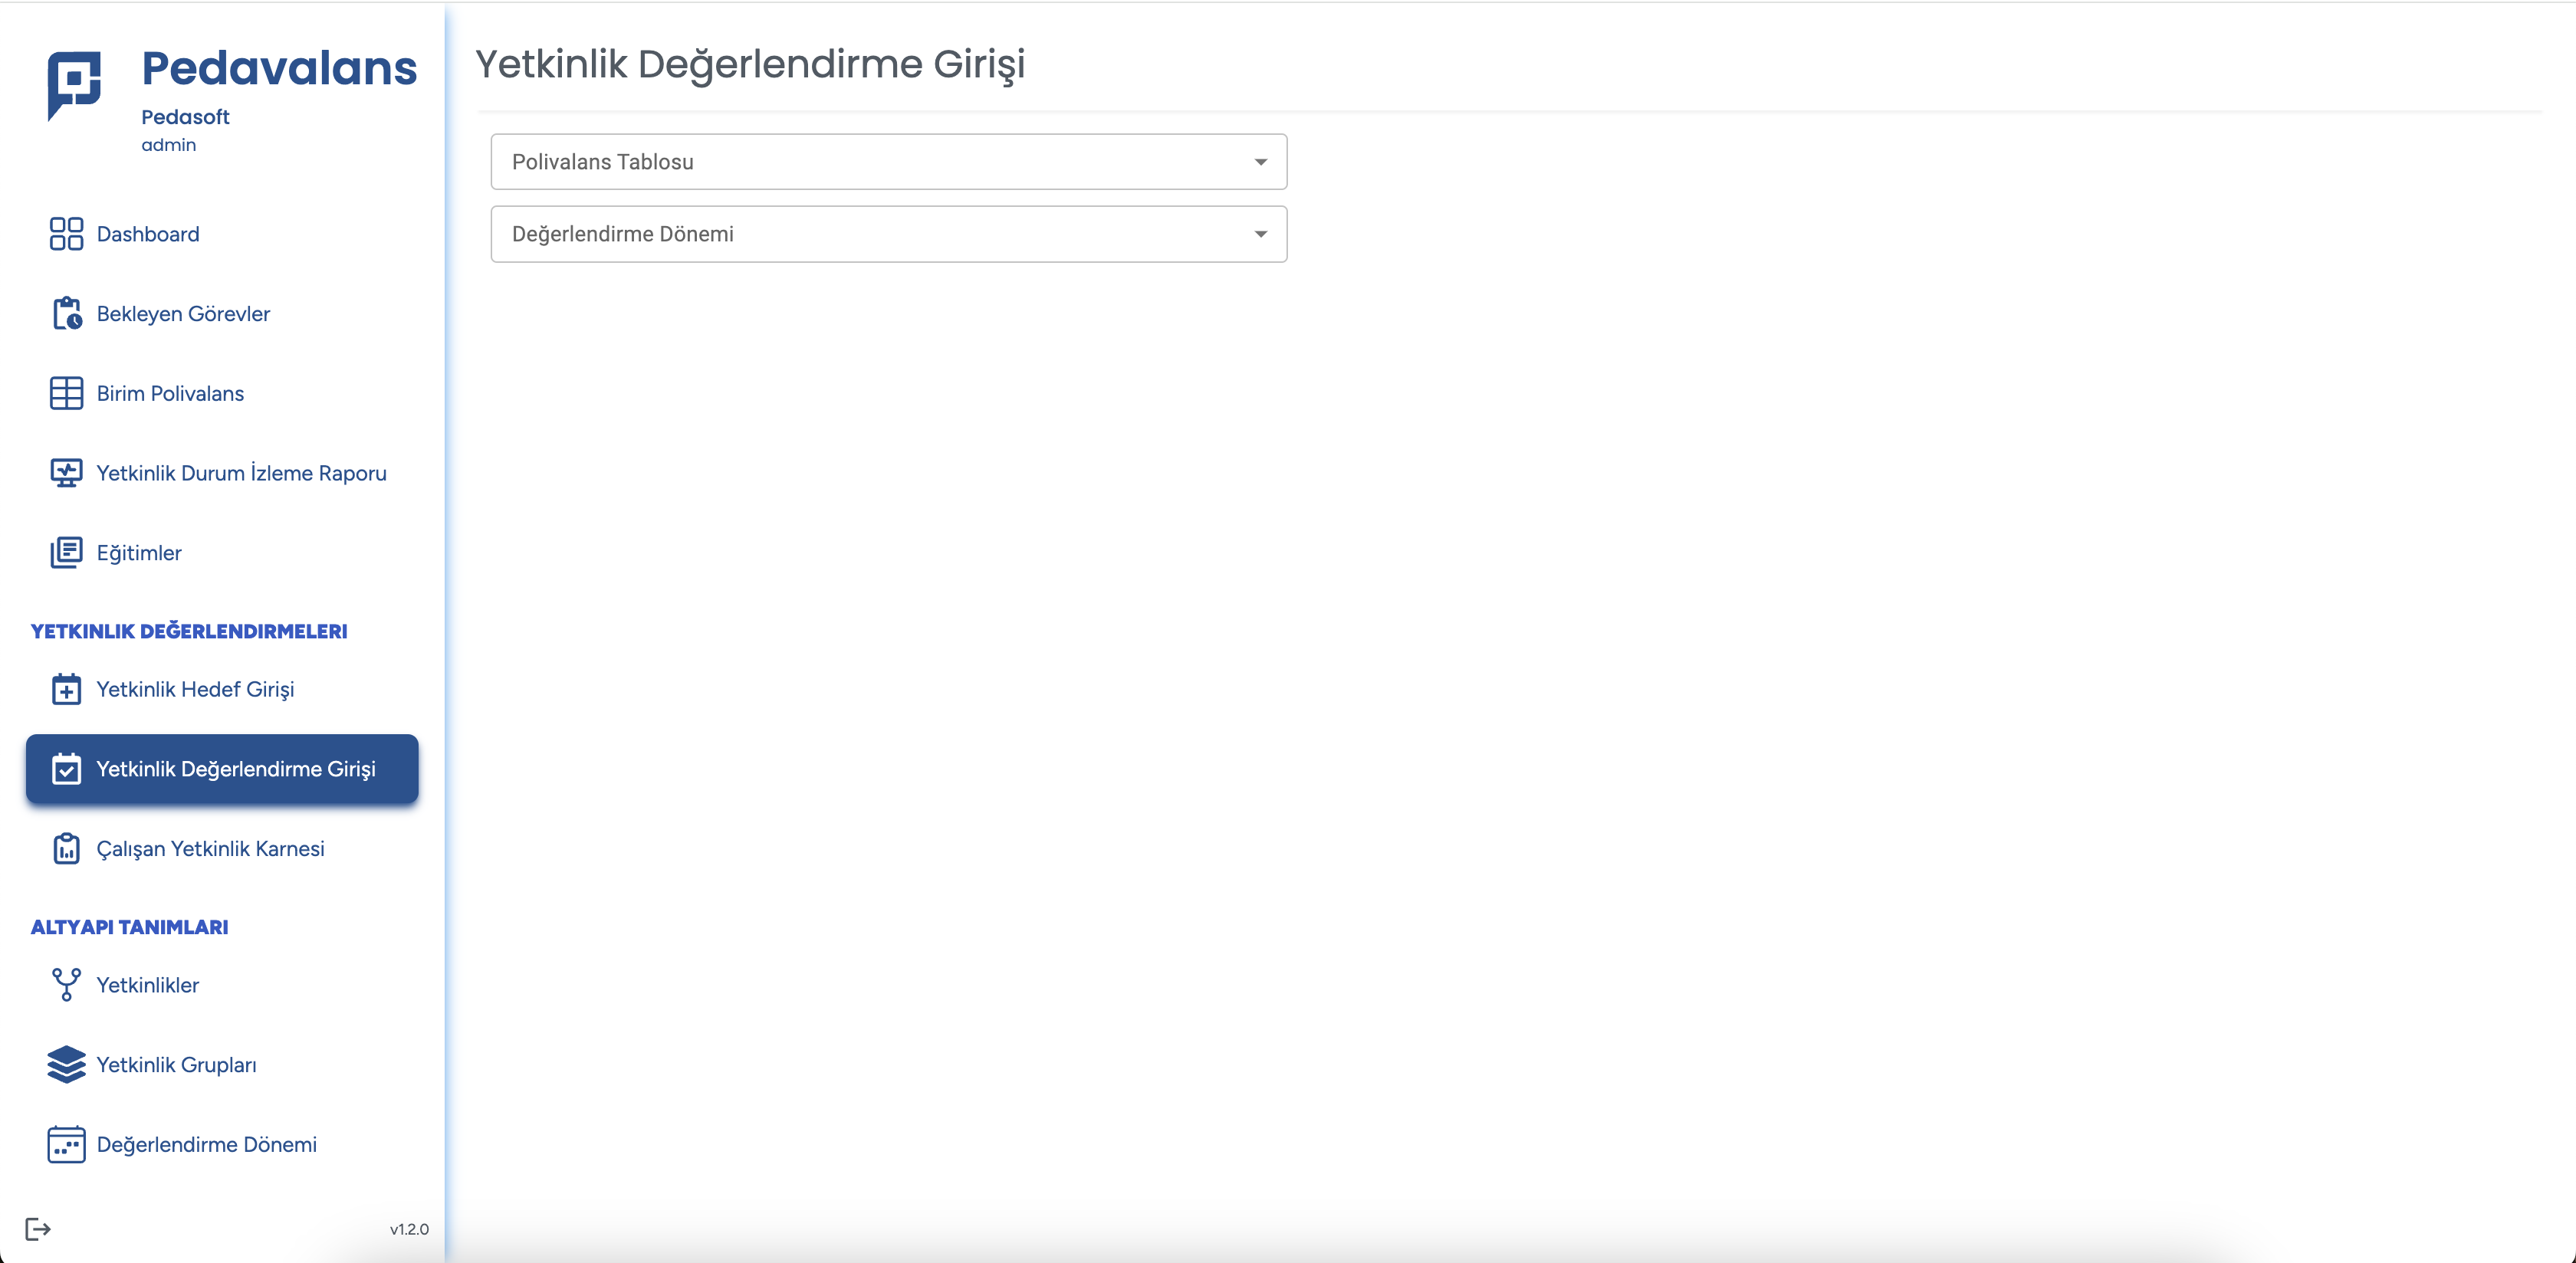 Pedavalans
Pedasoft
admin
Dashboard
Bekleyen Görevler
Birim Polivalans
Yetkinlik Durum İzleme Raporu
Eğitimler
YETKINLIK DEĞERLENDIRMELERI
Yetkinlik Hedef Girişi
Yetkinlik Değerlendirme Girişi
Çalışan Yetkinlik Karnesi
ALTYAPI TANIMLARI
Yetkinlikler
Yetkinlik Grupları
Değerlendirme Dönemi
v1.2.0
Yetkinlik Değerlendirme Girişi
Polivalans Tablosu
Değerlendirme Dönemi